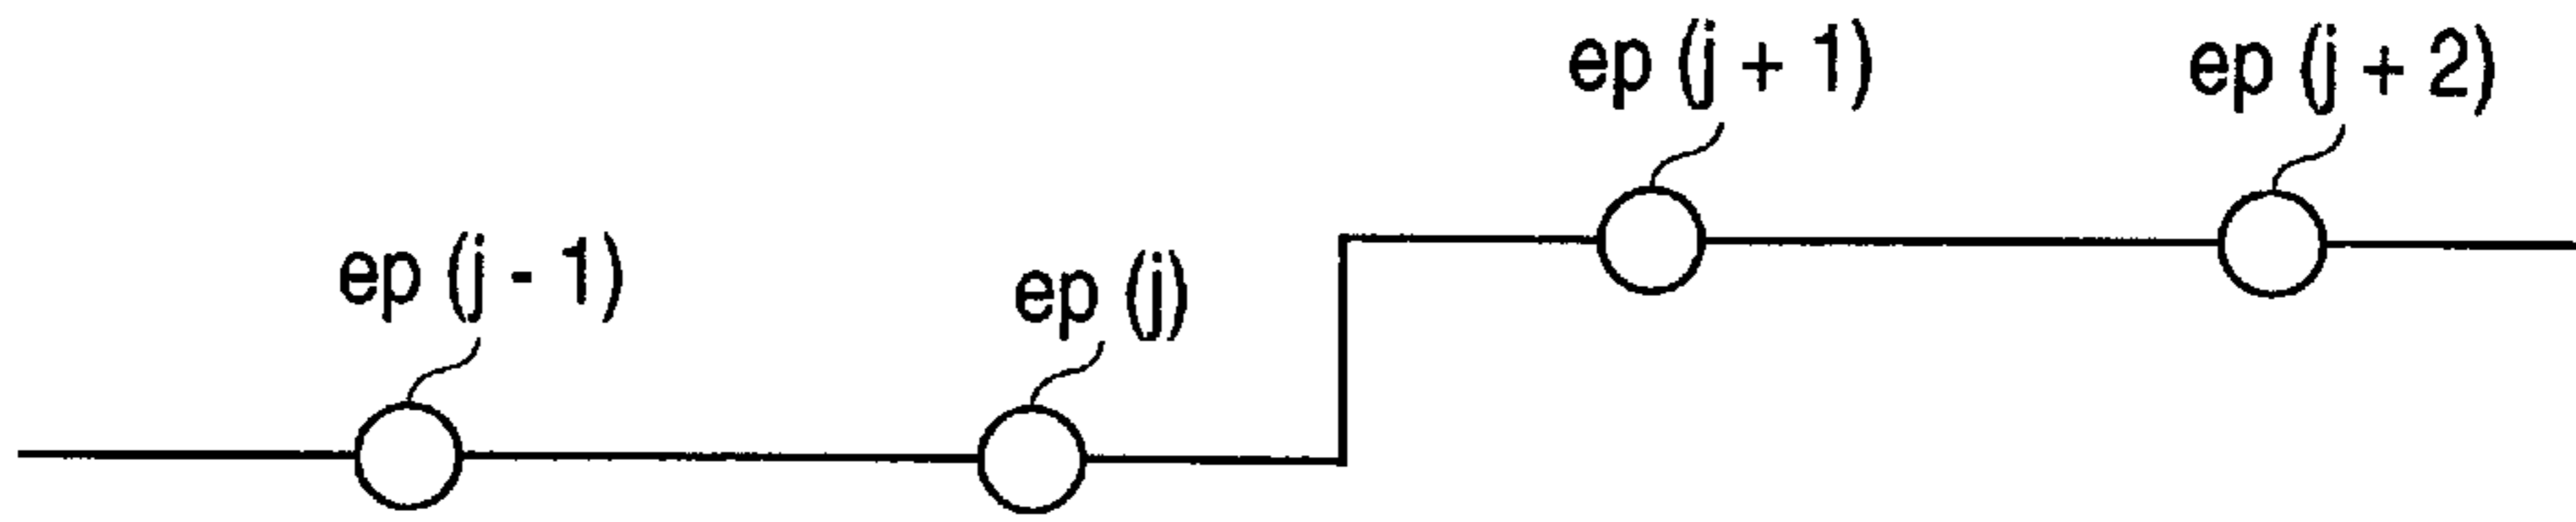 ep (j - 1)
ep (j)
ep (j + 1)
ep (j + 2)